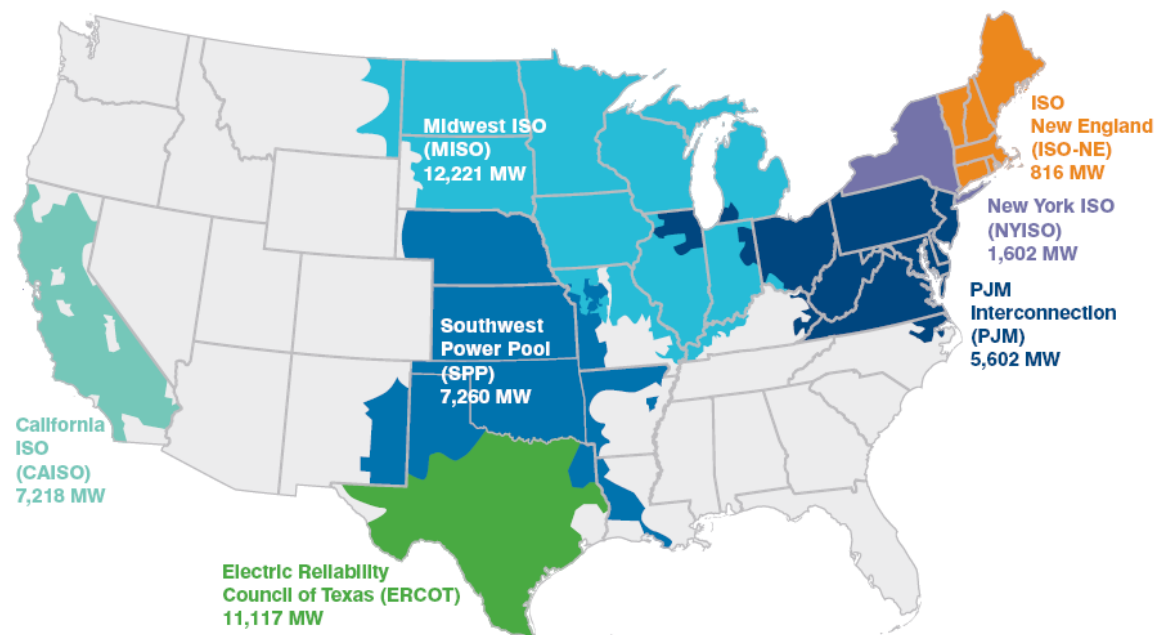 Midwest ISO
(MISO)
12,221 MW
ISO
New England
(ISO-NE)
816 MW
New York ISO
(NYISO)
1,602 MW
PJM
Interconnection
(PJM)
5,602 MW
Southwest
Power Pool
(SPP)
7,260 MW
California
ISO
(CAISO)
7,218 MW
Electric Reliability
Council of Texas (ERCOT)
11,117 MW